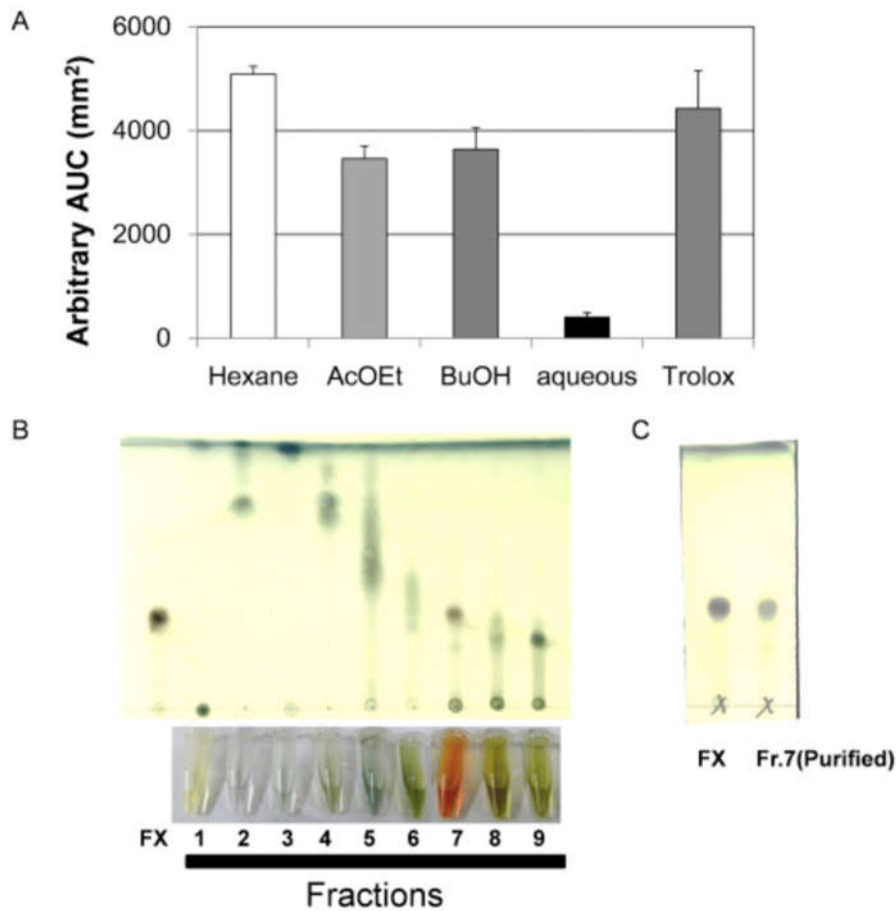 A
6000
4000
2000
0
Arbitrary AUC (mm²)
Hexane AcOEt BuOH aqueous Trolox
B
C
X X
FX 1 2 3 4 5 6 7 8 9
Fractions
FX Fr.7(Purified)